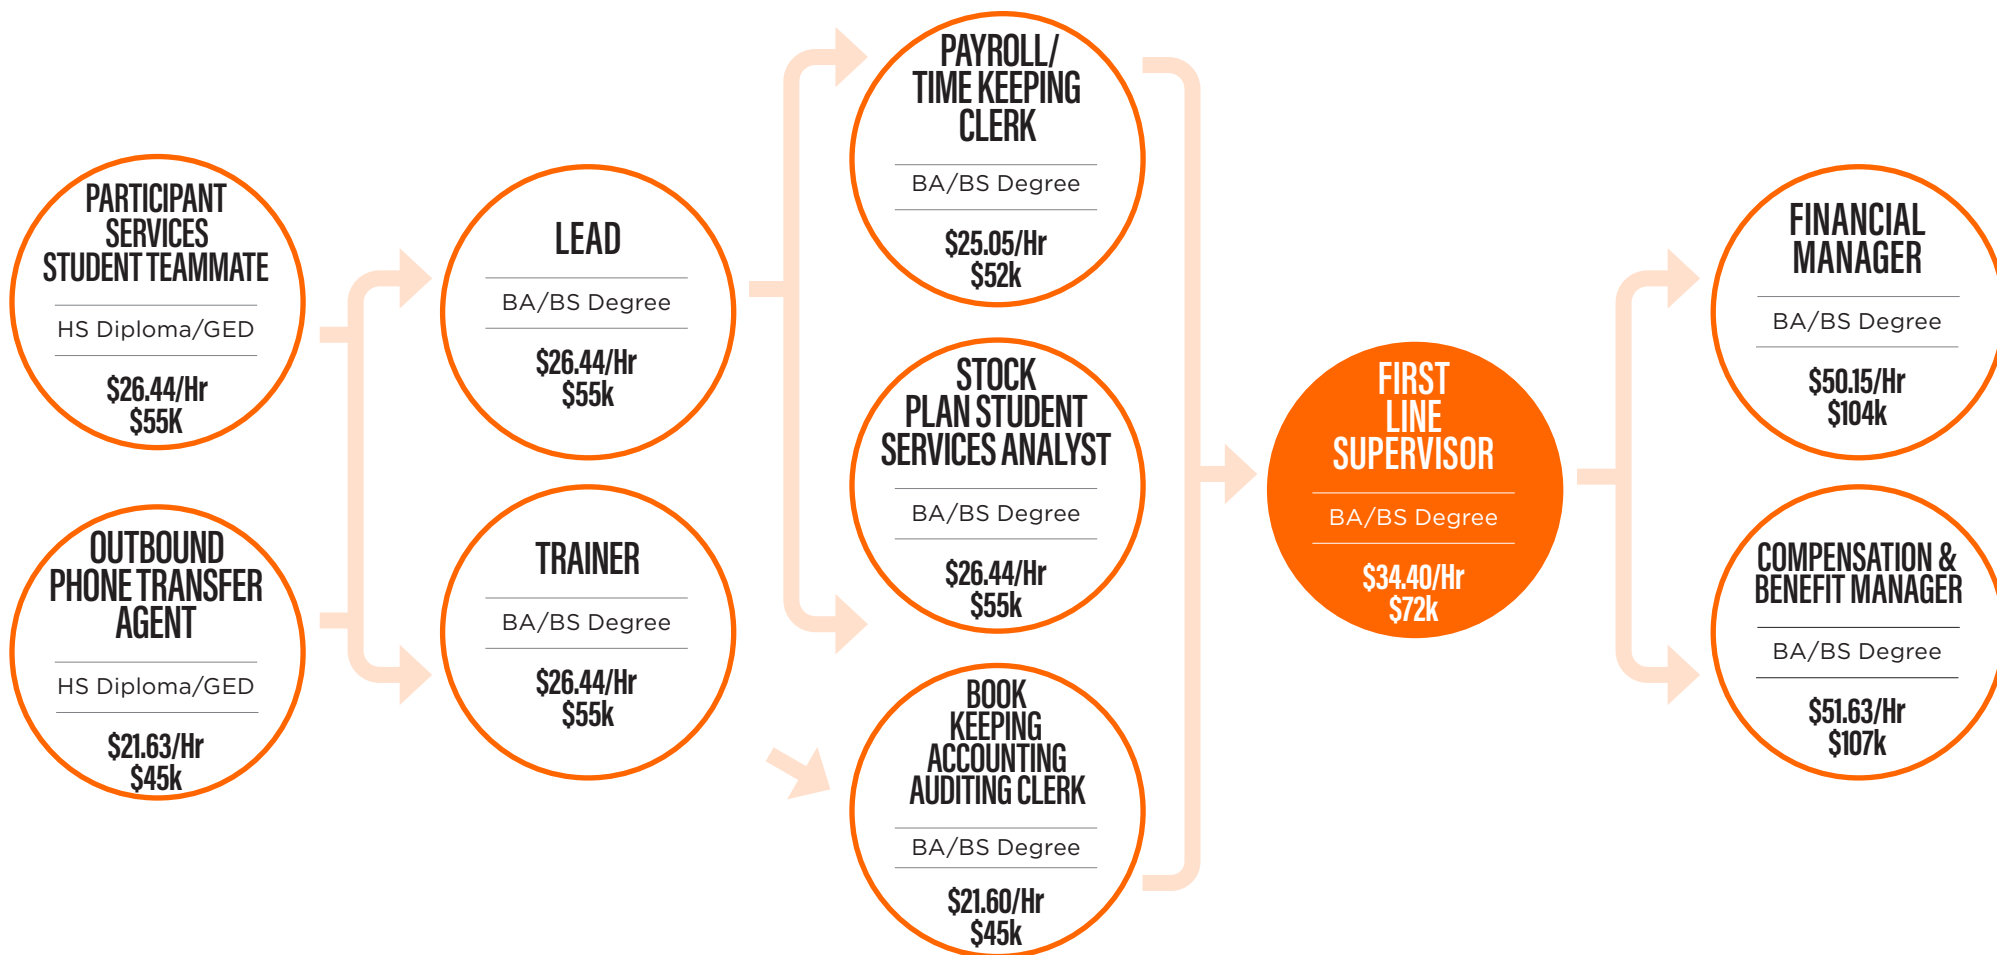 PARTICIPANT
SERVICES
STUDENT TEAMMATE
HS Diploma/GED
$26.44/Hr
$55K
OUTBOUND
PHONE TRANSFER
AGENT
HS Diploma/GED
$21.63/Hr
$45k
LEAD
BA/BS Degree
$26.44/Hr
$55k
TRAINER
BA/BS Degree
$26.44/Hr
$55k
PAYROLL/
TIME KEEPING
CLERK
BA/BS Degree
$25.05/Hr
$52k
STOCK
PLAN STUDENT
SERVICES ANALYST
BA/BS Degree
$26.44/Hr
$55k
BOOK
KEEPING
ACCOUNTING
AUDITING CLERK
BA/BS Degree
$21.60/Hr
$45k
FIRST
LINE
SUPERVISOR
BA/BS Degree
$34.40/Hr
$72k
FINANCIAL
MANAGER
BA/BS Degree
$50.15/Hr
$104k
COMPENSATION &
BENEFIT MANAGER
BA/BS Degree
$51.63/Hr
$107k